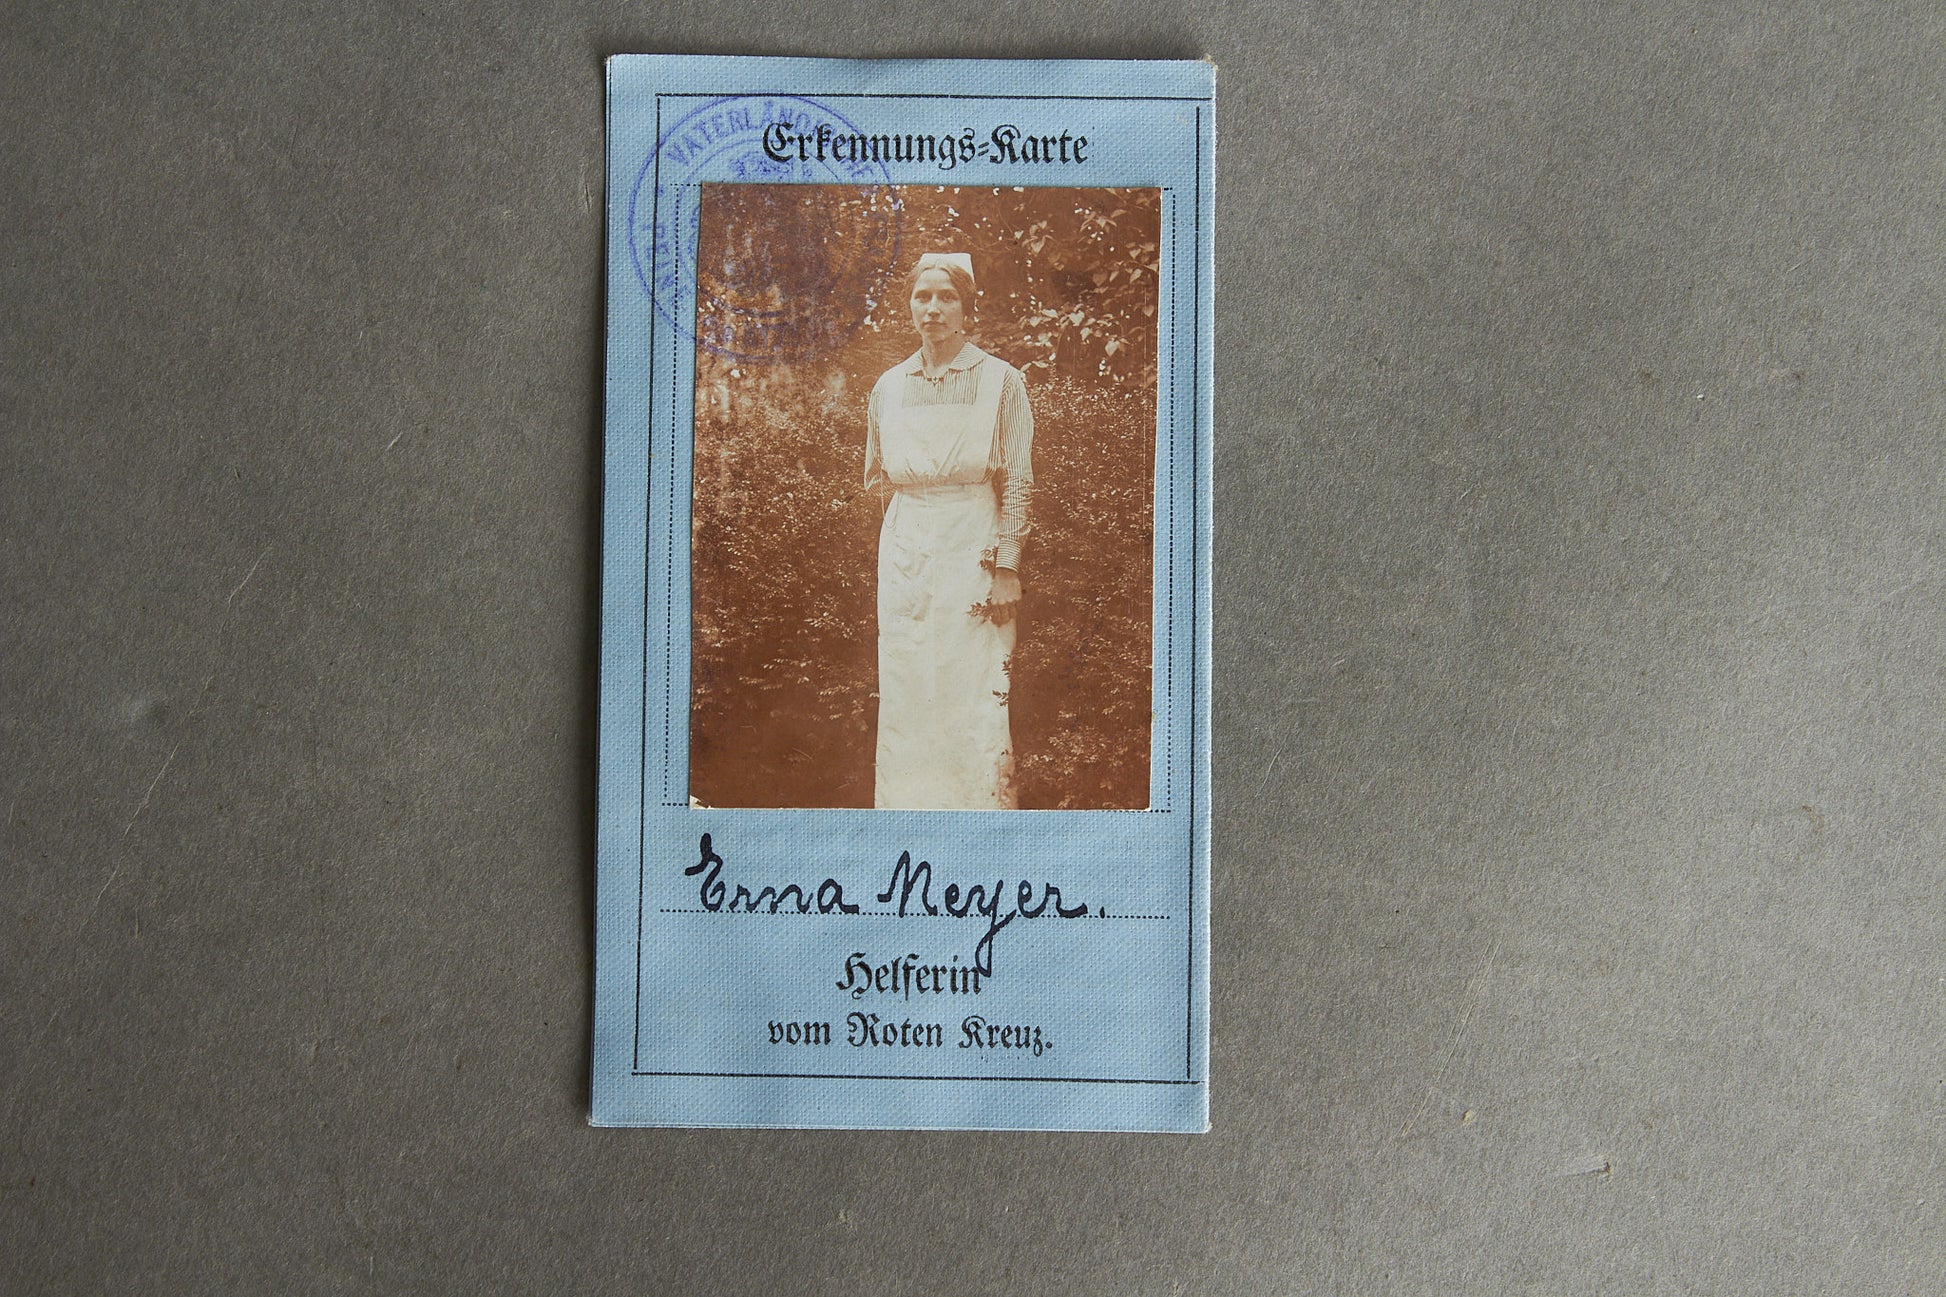 Erkennungs-Karte
Erna Meyer.
Helferin
vom Roten Kreuz.